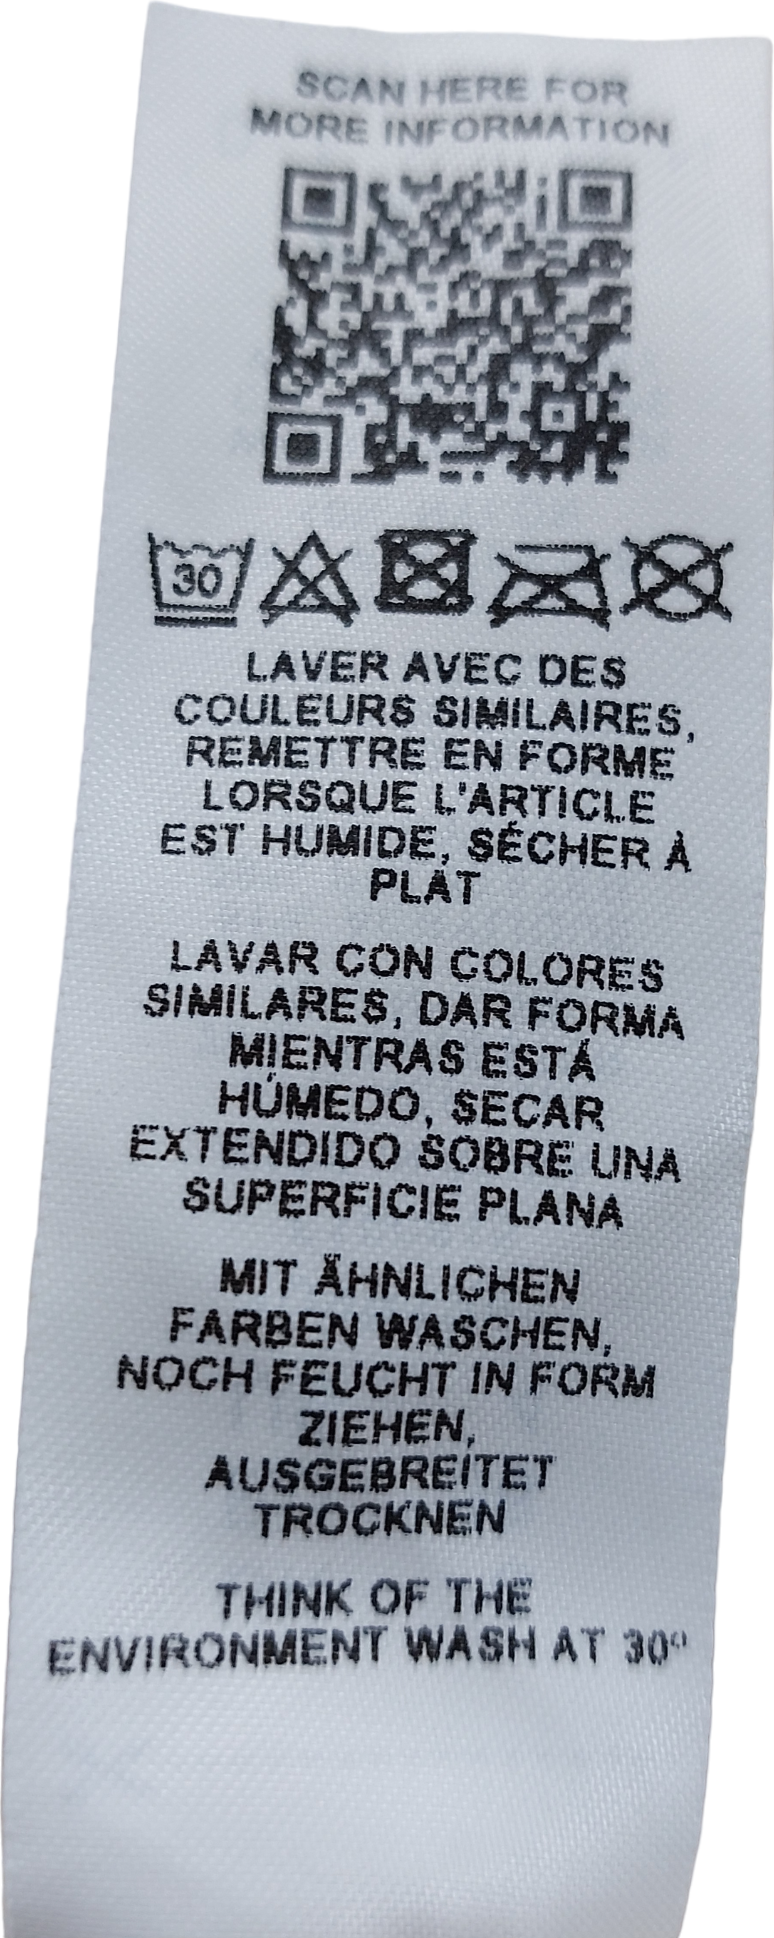 SCAN HERE FOR
MORE INFORMATION
30
LAVER AVEC DES
COULEURS SIMILAIRES,
REMETTRE EN FORME
LORSQUE L'ARTICLE
EST HUMIDE, SÉCHER À
PLAT
LAVAR CON COLORES
SIMILARES, DAR FORMA
MIENTRAS ESTÁ
HÚMEDO, SECAR
EXTENDIDO SOBRE UNA
SUPERFICIE PLANA
MIT ÄHNLICHEN
FARBEN WASCHEN,
NOCH FEUCHT IN FORM
ZIEHEN,
AUSGEBREITET
TROCKNEN
THINK OF THE
ENVIRONMENT WASH AT 30º